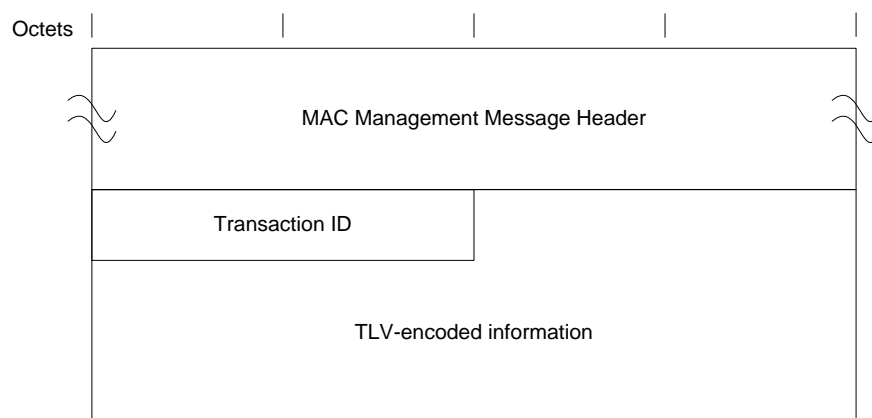 Octets
MAC Management Message Header
Transaction ID
TLV-encoded information